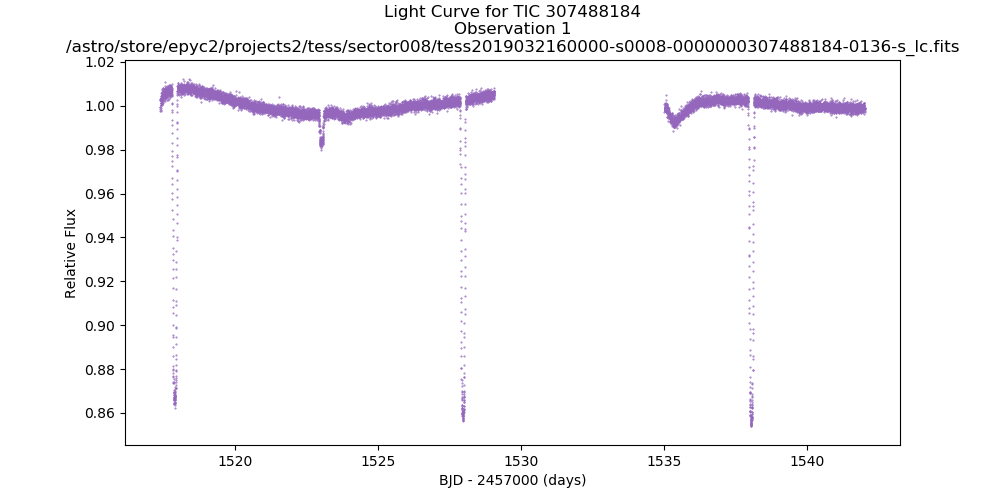 Light Curve for TIC 307488184
Observation 1
/astro/store/epyc2/projects2/tess/sector008/tess2019032160000-s0008-0000000307488184-0136-s_lc.fits
1.02
1.00
0.98
0.96
0.94
0.92
0.90
0.88
0.86
Relative Flux
1520
1525
1530
1535
1540
BJD - 2457000 (days)